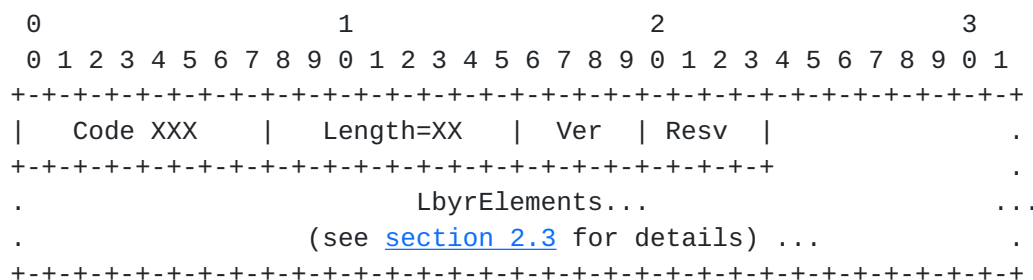 0                   1                   2                   3
0 1 2 3 4 5 6 7 8 9 0 1 2 3 4 5 6 7 8 9 0 1 2 3 4 5 6 7 8 9 0 1
+-+-+-+-+-+-+-+-+-+-+-+-+-+-+-+-+-+-+-+-+-+-+-+-+-+-+-+-+-+-+-+-+
|   Code XXX    |   Length=XX   |  Ver  | Resv  |               .
+-+-+-+-+-+-+-+-+-+-+-+-+-+-+-+-+-+-+-+-+-+-+-+-+               .
.                         LbyrElements...                      ...
.                  (see section 2.3 for details) ...            .
+-+-+-+-+-+-+-+-+-+-+-+-+-+-+-+-+-+-+-+-+-+-+-+-+-+-+-+-+-+-+-+-+